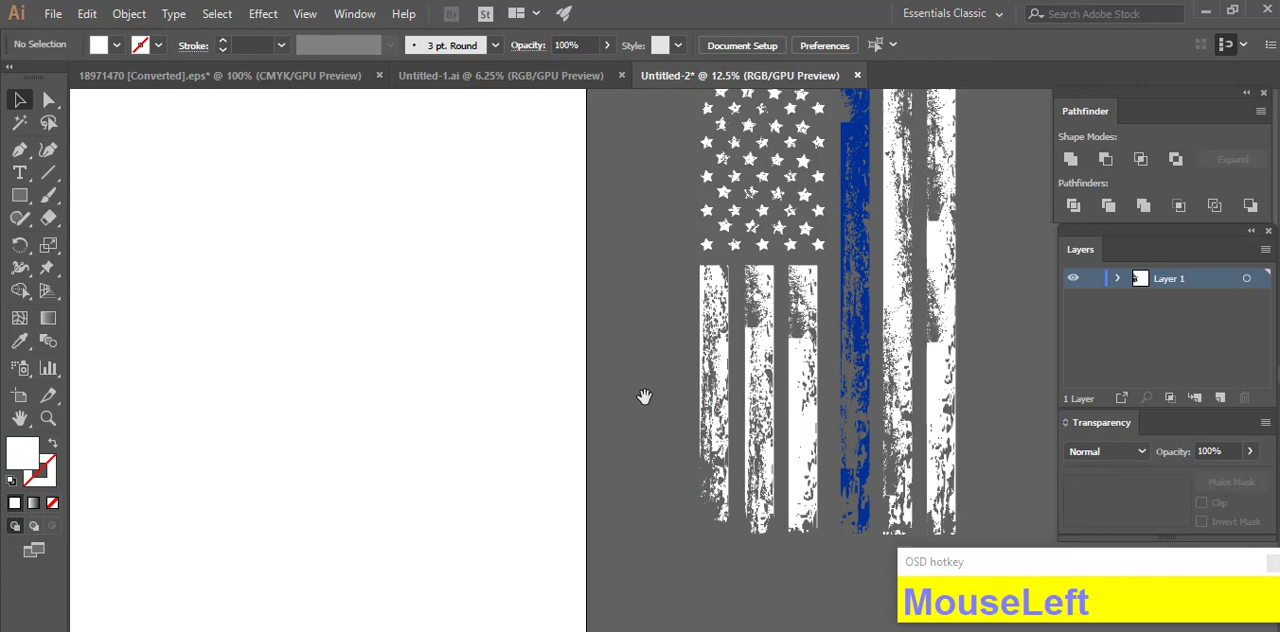 Ai File Edit Object Type Select Effect View Window Help Br St Essentials Classic Search Adobe Stock
No Selection Stroke: 3 pt. Round Opacity: 100% Style: Document Setup Preferences
18971470 [Converted].eps* @ 100% (CMYK/GPU Preview) × Untitled-1.ai @ 6.25% (RGB/GPU Preview) × Untitled-2* @ 12.5% (RGB/GPU Preview) ×
Pathfinder
Shape Modes:
Expand
Pathfinders:
Layers
Layer 1
1 Layer
Transparency
Normal Opacity: 100%
Make Mask
Clip
Invert Mask
OSD hotkey
MouseLeft